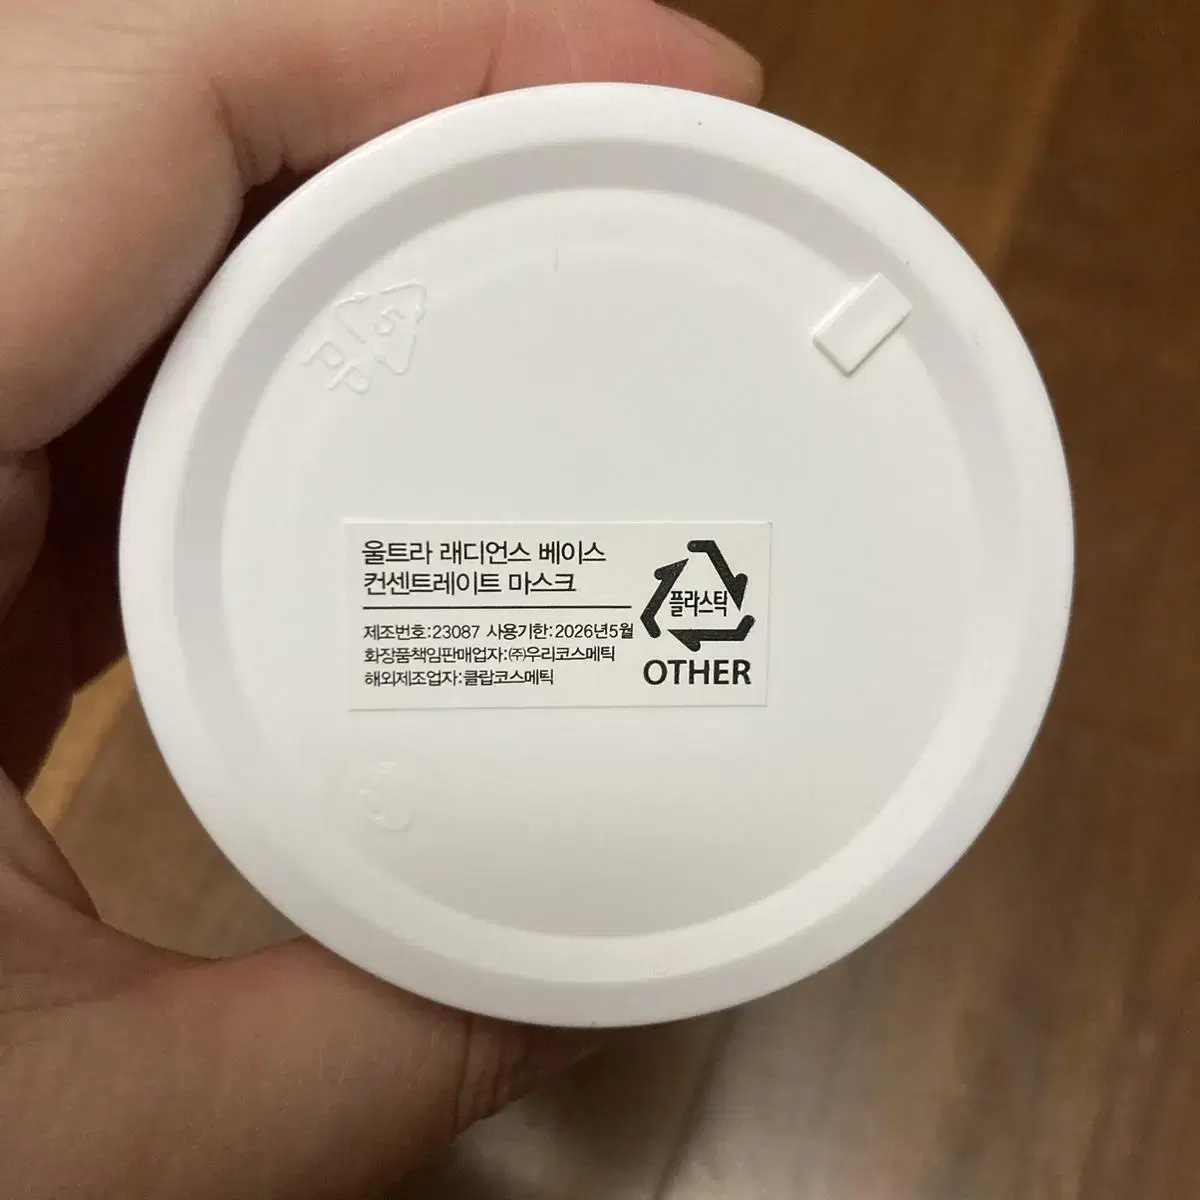 5
PP
울트라 래디언스 베이스
컨센트레이트 마스크
제조번호:23087 사용기한:2026년5월
화장품책임판매업자:㈜우리코스메틱
해외제조업자:클랍코스메틱
플라스틱
OTHER